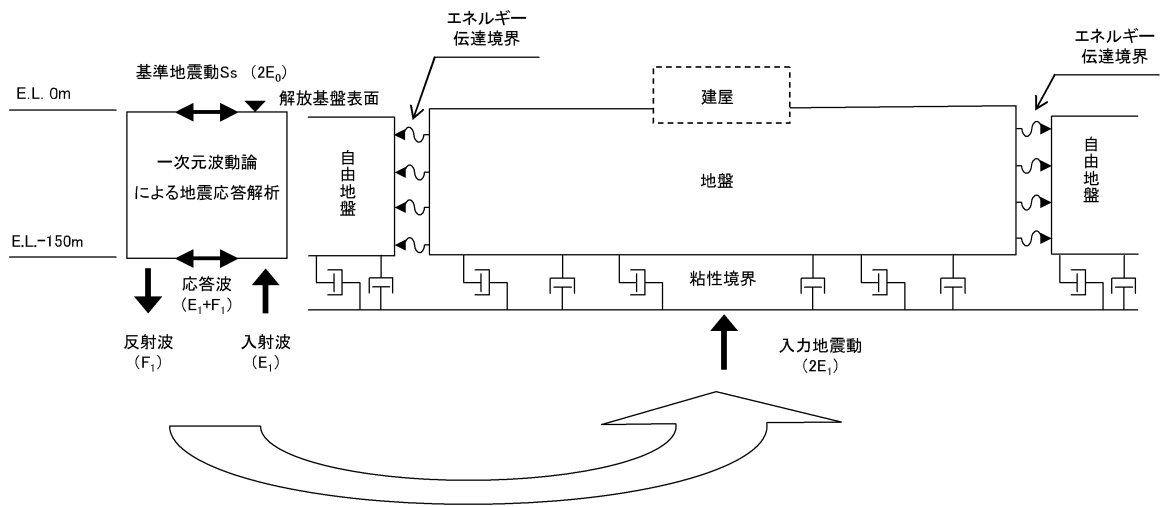 エネルギー
伝達境界
エネルギー
伝達境界
基準地震動Ss （2E₀）
E.L. 0m
解放基盤表面
建屋
一次元波動論
による地震応答解析
自由地盤
地盤
自由地盤
E.L.-150m
応答波
(E₁+F₁)
粘性境界
反射波
(F₁)
入射波
(E₁)
入力地震動
(2E₁)